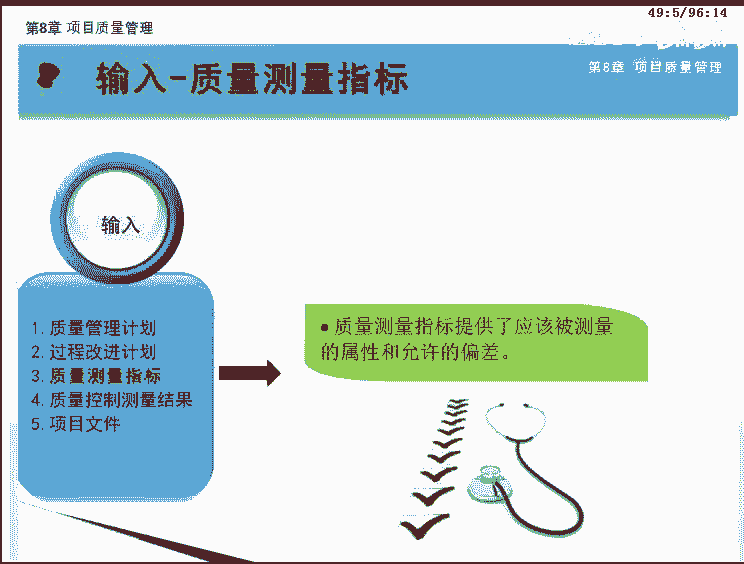 49:5/96:14
第8章 项目质量管理
第8章 项目质量管理
输入-质量测量指标
输入
1. 质量管理计划
2. 过程改进计划
3. 质量测量指标
4. 质量控制测量结果
5. 项目文件
● 质量测量指标提供了应该被测量
的属性和允许的偏差。